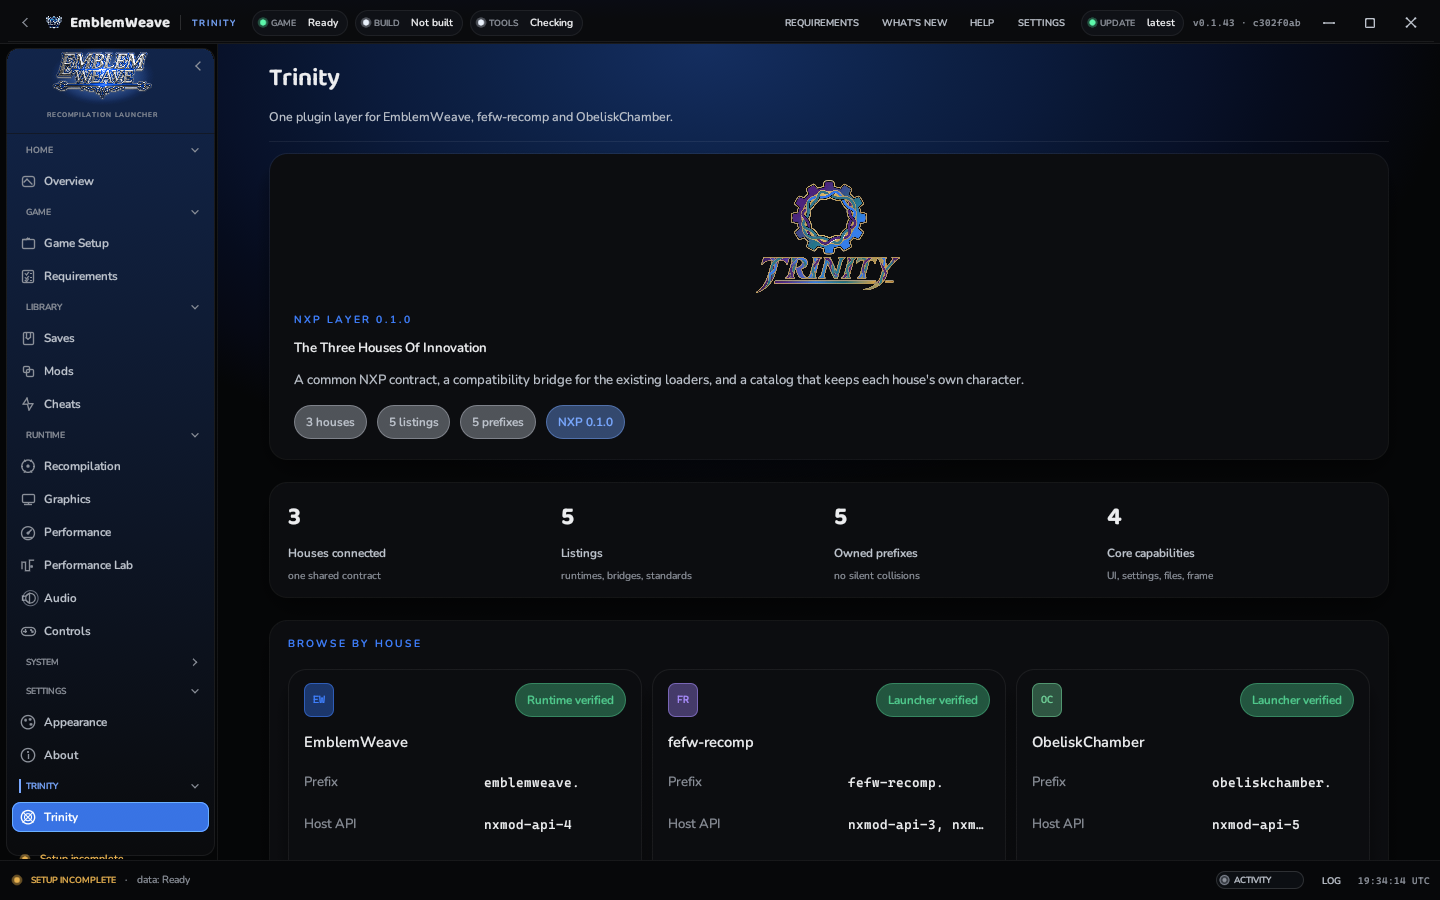 EmblemWeave
TRINITY
GAME Ready
BUILD Not built
TOOLS Checking
REQUIREMENTS
WHAT'S NEW
HELP
SETTINGS
UPDATE latest
v0.1.43 · c302f0ab
EMBLEM
WEAVE
RECOMPILATION LAUNCHER
HOME
Overview
GAME
Game Setup
Requirements
LIBRARY
Saves
Mods
Cheats
RUNTIME
Recompilation
Graphics
Performance
Performance Lab
Audio
Controls
SYSTEM
SETTINGS
Appearance
About
TRINITY
Trinity
Setup incomplete
Trinity
One plugin layer for EmblemWeave, fefw-recomp and ObeliskChamber.
TRINITY
NXP LAYER 0.1.0
The Three Houses Of Innovation
A common NXP contract, a compatibility bridge for the existing loaders, and a catalog that keeps each house's own character.
3 houses
5 listings
5 prefixes
NXP 0.1.0
3
Houses connected
one shared contract
5
Listings
runtimes, bridges, standards
5
Owned prefixes
no silent collisions
4
Core capabilities
UI, settings, files, frame
BROWSE BY HOUSE
EW
Runtime verified
EmblemWeave
Prefix emblemweave.
Host API nxmod-api-4
FR
Launcher verified
fefw-recomp
Prefix fefw-recomp.
Host API nxmod-api-3, nxm…
OC
Launcher verified
ObeliskChamber
Prefix obeliskchamber.
Host API nxmod-api-5
SETUP INCOMPLETE · data: Ready
ACTIVITY
LOG
19:34:14 UTC